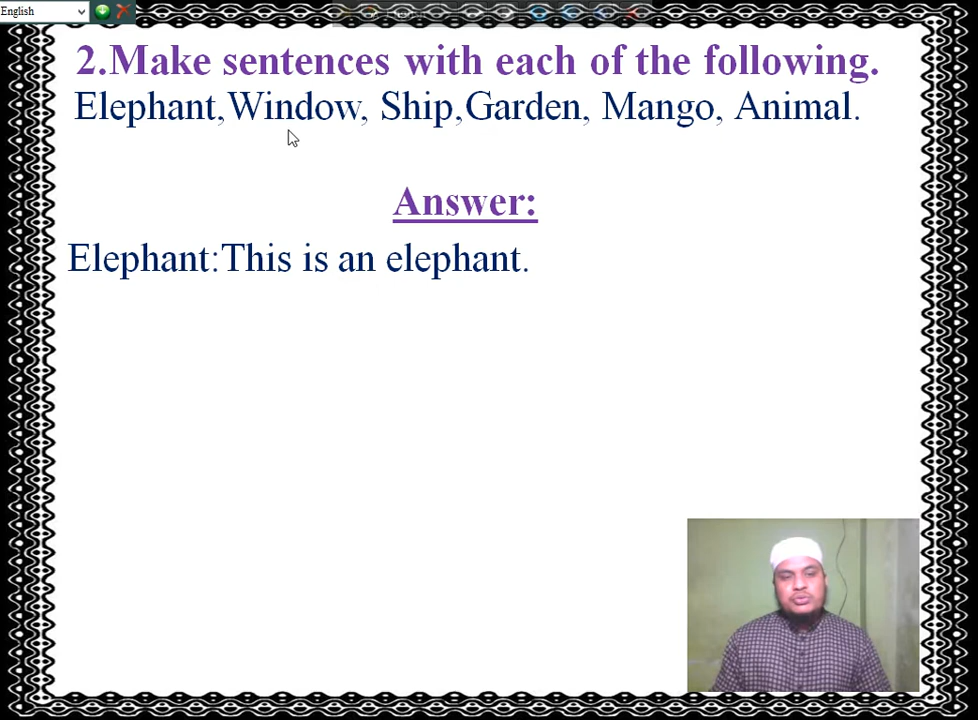 English
2.Make sentences with each of the following.
Elephant,Window, Ship,Garden, Mango, Animal.
Answer:
Elephant:This is an elephant.